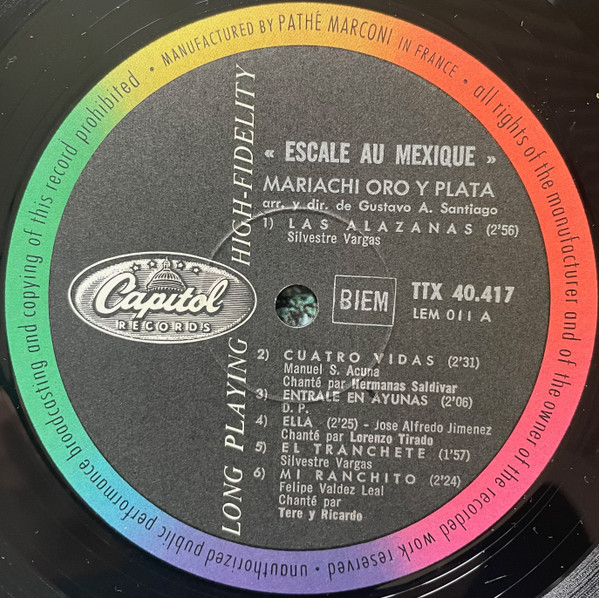 • MANUFACTURED BY PATHÉ MARCONI IN FRANCE • all rights of the manufacturer and of the owner of the recorded work reserved • unauthorized public performance broadcasting and copying of this record prohibited
LONG PLAYING HIGH-FIDELITY
Capitol
RECORDS
« ESCALE AU MEXIQUE »
MARIACHI ORO Y PLATA
arr. y dir. de Gustavo A. Santiago
1) LAS ALAZANAS (2'56)
Silvestre Vargas
BIEM
TTX 40.417
LEM 011 A
2) CUATRO VIDAS (2'31)
Manuel S. Acuna
Chanté par Hermanas Saldivar
3) ENTRALE EN AYUNAS (2'06)
D. P.
4) ELLA (2'25) - Jose Alfredo Jimenez
Chanté par Lorenzo Tirado
5) EL TRANCHETE (1'57)
Silvestre Vargas
6) MI RANCHITO (2'24)
Felipe Valdez Leal
Chanté par
Tere y Ricardo